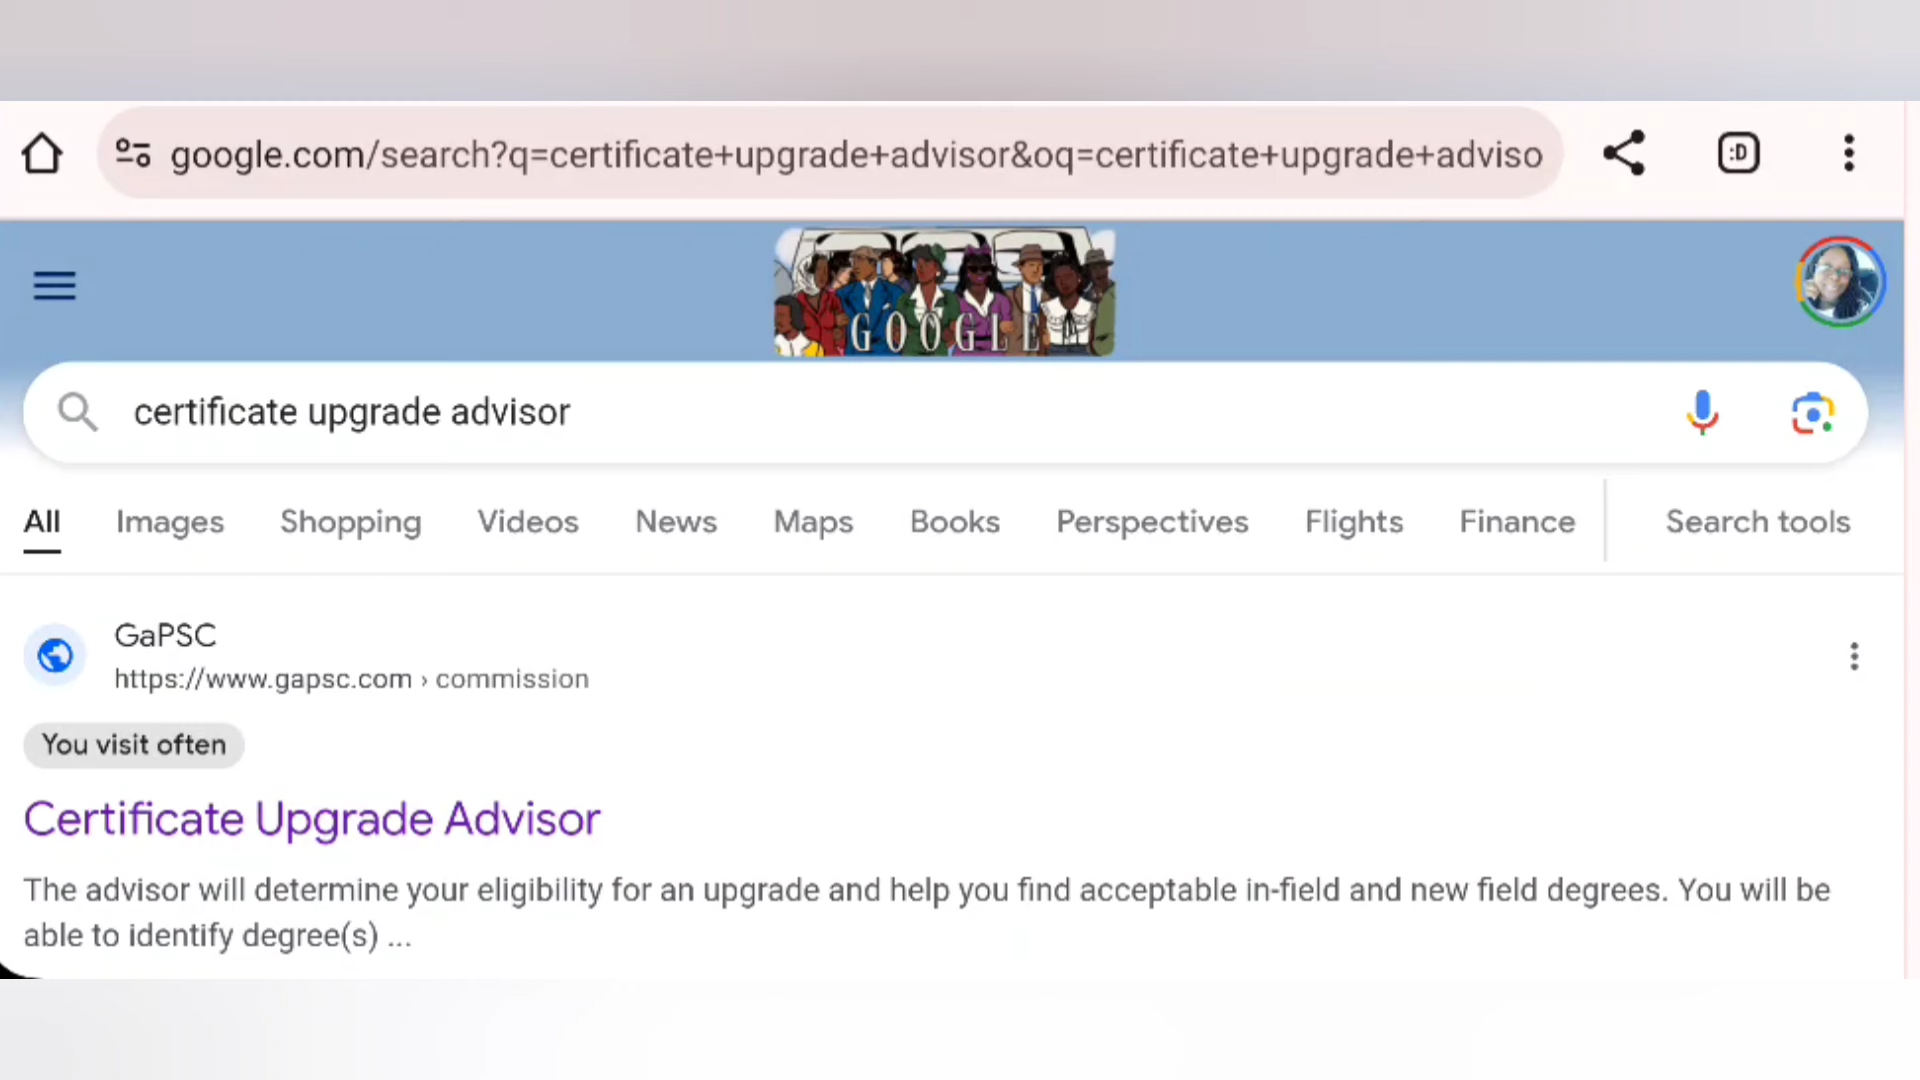 google.com/search?q=certificate+upgrade+advisor&oq=certificate+upgrade+adviso
:D
GOOGLE
certificate upgrade advisor
All Images Shopping Videos News Maps Books Perspectives Flights Finance Search tools
GaPSC
https://www.gapsc.com › commission
You visit often
Certificate Upgrade Advisor
The advisor will determine your eligibility for an upgrade and help you find acceptable in-field and new field degrees. You will be
able to identify degree(s) ...